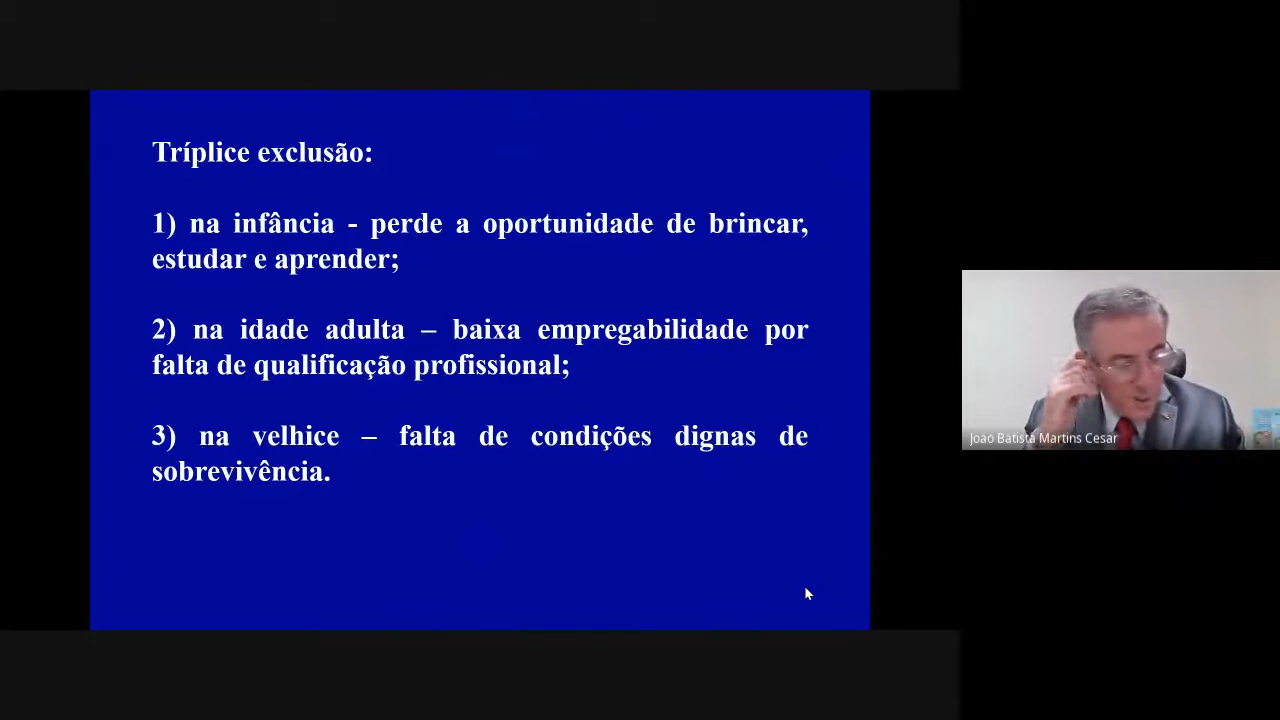 Tríplice exclusão:
1) na infância - perde a oportunidade de brincar,
estudar e aprender;
2) na idade adulta – baixa empregabilidade por
falta de qualificação profissional;
3) na velhice – falta de condições dignas de
sobrevivência.
João Batista Martins Cesar